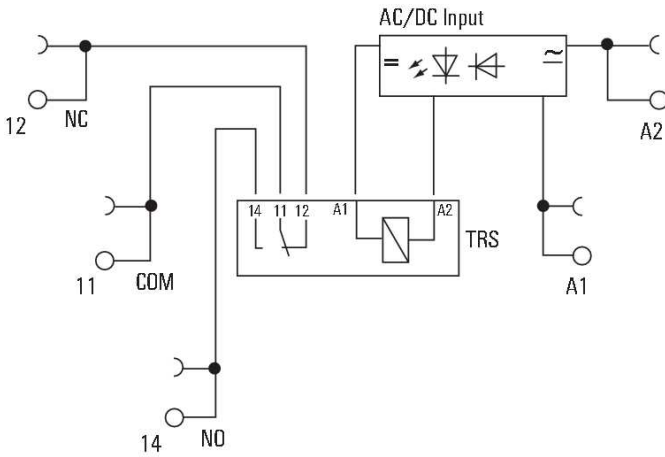 AC/DC Input
= ≃
12 NC
A2
14 11 12 A1 A2
TRS
11 COM
A1
14 NO